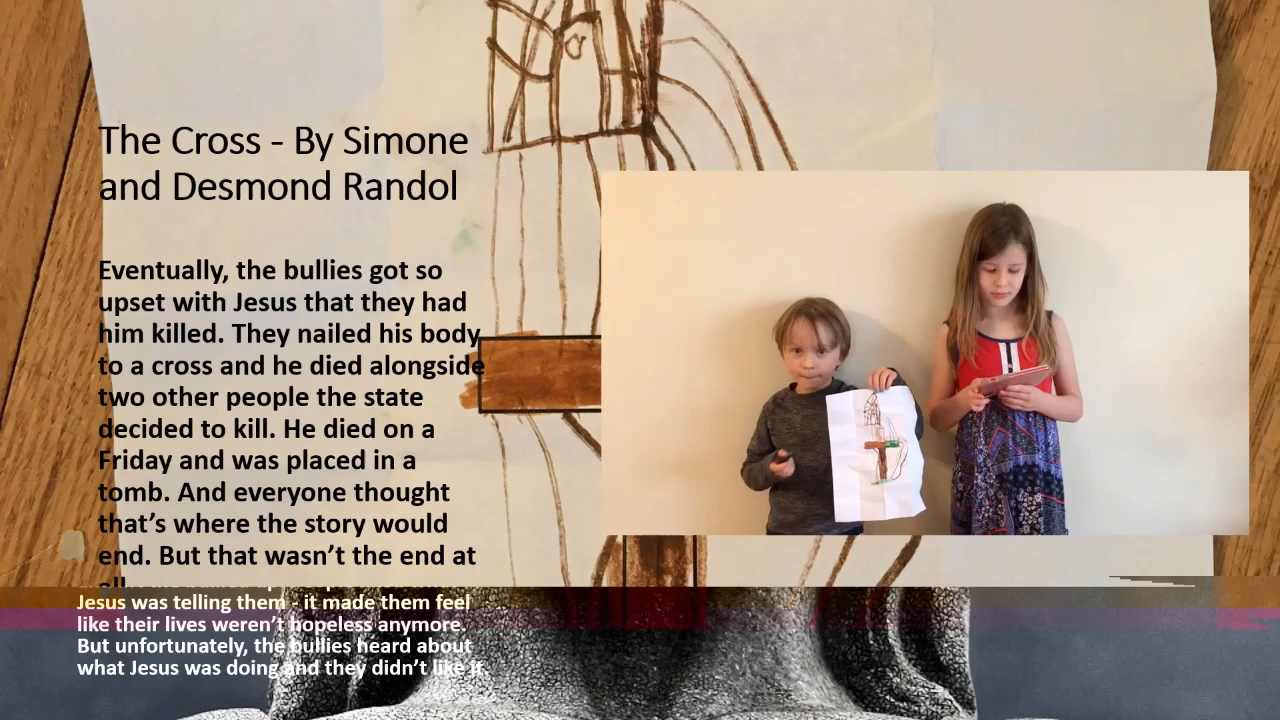 The Cross - By Simone
and Desmond Randol
Eventually, the bullies got so
upset with Jesus that they had
him killed. They nailed his body
to a cross and he died alongside
two other people the state
decided to kill. He died on a
Friday and was placed in a
tomb. And everyone thought
that’s where the story would
end. But that wasn’t the end at
all
Jesus was telling them - it made them feel
like their lives weren’t hopeless anymore.
But unfortunately, the bullies heard about
what Jesus was doing and they didn’t like it